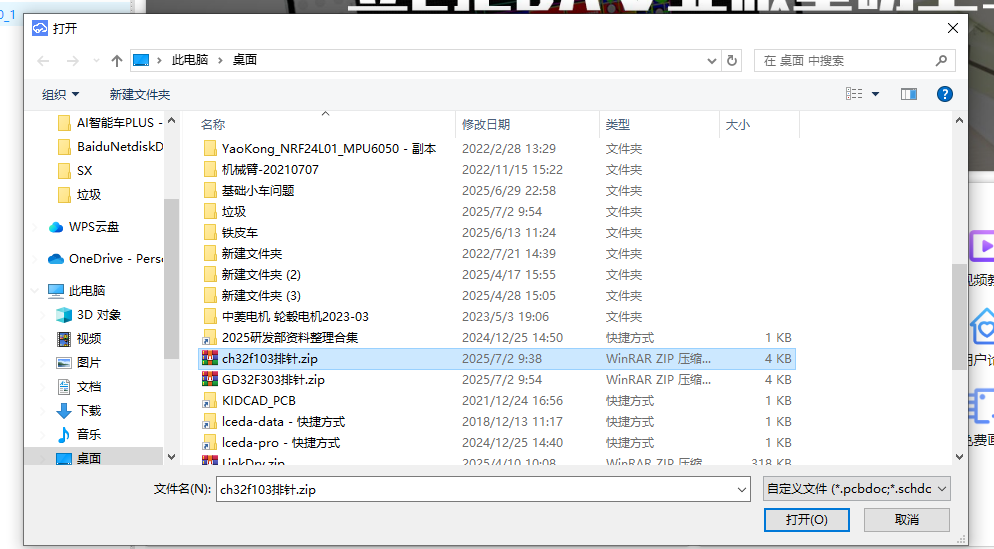 0_1
打开
此电脑 > 桌面
在 桌面 中搜索
组织 新建文件夹
名称 修改日期 类型 大小
AI智能车PLUS -
BaiduNetdiskD
SX
垃圾
WPS云盘
OneDrive - Perso
此电脑
3D 对象
视频
图片
文档
下载
音乐
桌面
YaoKong_NRF24L01_MPU6050 - 副本 2022/2/28 13:29 文件夹
机械臂-20210707 2022/11/15 15:22 文件夹
基础小车问题 2025/6/29 22:58 文件夹
垃圾 2025/7/2 9:54 文件夹
铁皮车 2025/6/13 11:24 文件夹
新建文件夹 2022/7/21 14:39 文件夹
新建文件夹 (2) 2025/4/17 15:55 文件夹
新建文件夹 (3) 2025/4/28 15:05 文件夹
中菱电机 轮毂电机2023-03 2023/5/3 19:06 文件夹
2025研发部资料整理合集 2024/12/25 14:50 快捷方式 1 KB
ch32f103排针.zip 2025/7/2 9:38 WinRAR ZIP 压缩... 4 KB
GD32F303排针.zip 2025/7/2 9:54 WinRAR ZIP 压缩... 4 KB
KIDCAD_PCB 2021/12/24 16:56 快捷方式 1 KB
lceda-data - 快捷方式 2018/12/13 11:17 快捷方式 1 KB
lceda-pro - 快捷方式 2024/12/25 14:40 快捷方式 1 KB
LinkDry.zip 2025/4/10 10:08 WinRAR ZIP 压缩... 318 KB
文件名(N): ch32f103排针.zip 自定义文件 (*.pcbdoc;*.schdc
打开(O) 取消